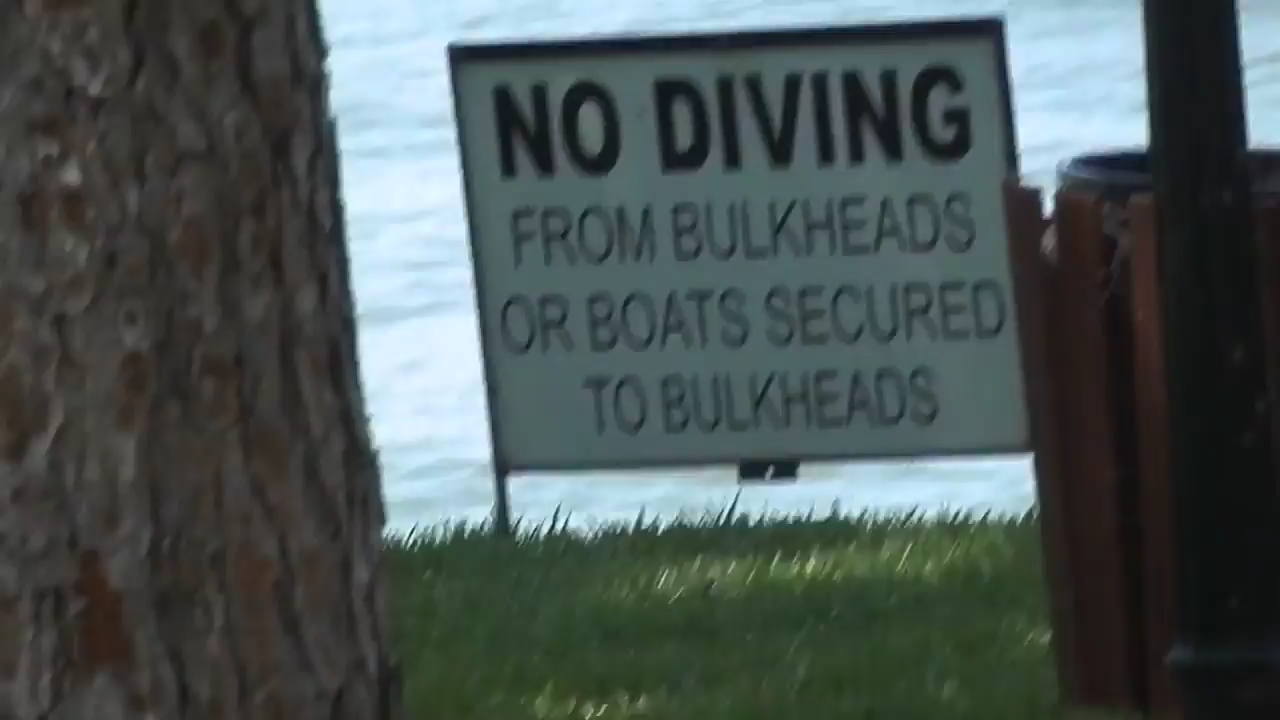 NO DIVING
FROM BULKHEADS
OR BOATS SECURED
TO BULKHEADS